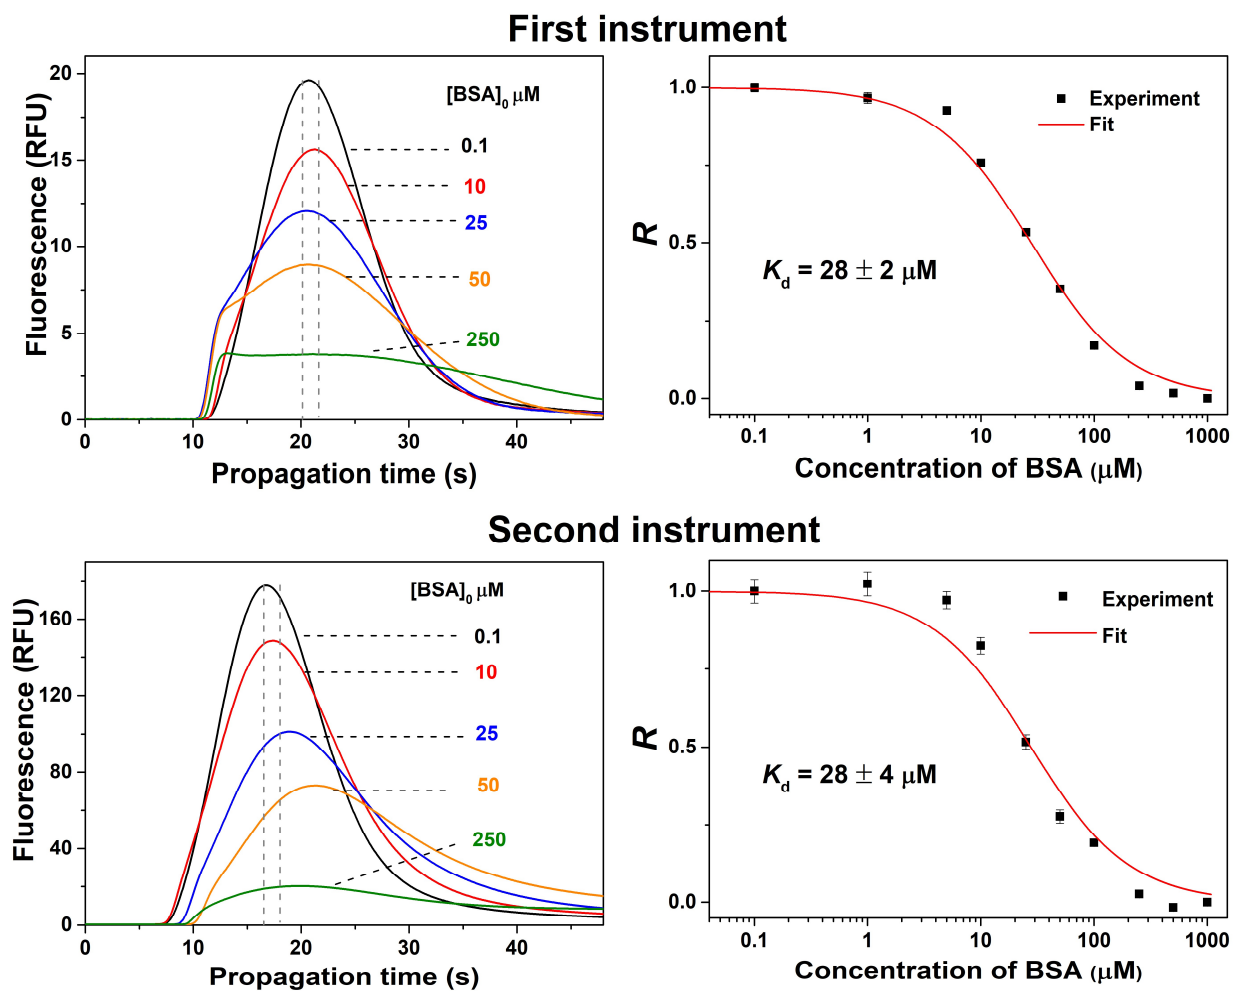 First instrument
Fluorescence (RFU)
20
15
10
5
0
[BSA]0 μM
0.1
10
25
50
250
0 10 20 30 40
Propagation time (s)
R
1.0
0.5
0.0
Experiment
Fit
Kd = 28 ± 2 μM
0.1 1 10 100 1000
Concentration of BSA (μM)
Second instrument
Fluorescence (RFU)
160
120
80
40
0
[BSA]0 μM
0.1
10
25
50
250
0 10 20 30 40
Propagation time (s)
R
1.0
0.5
0.0
Experiment
Fit
Kd = 28 ± 4 μM
0.1 1 10 100 1000
Concentration of BSA (μM)